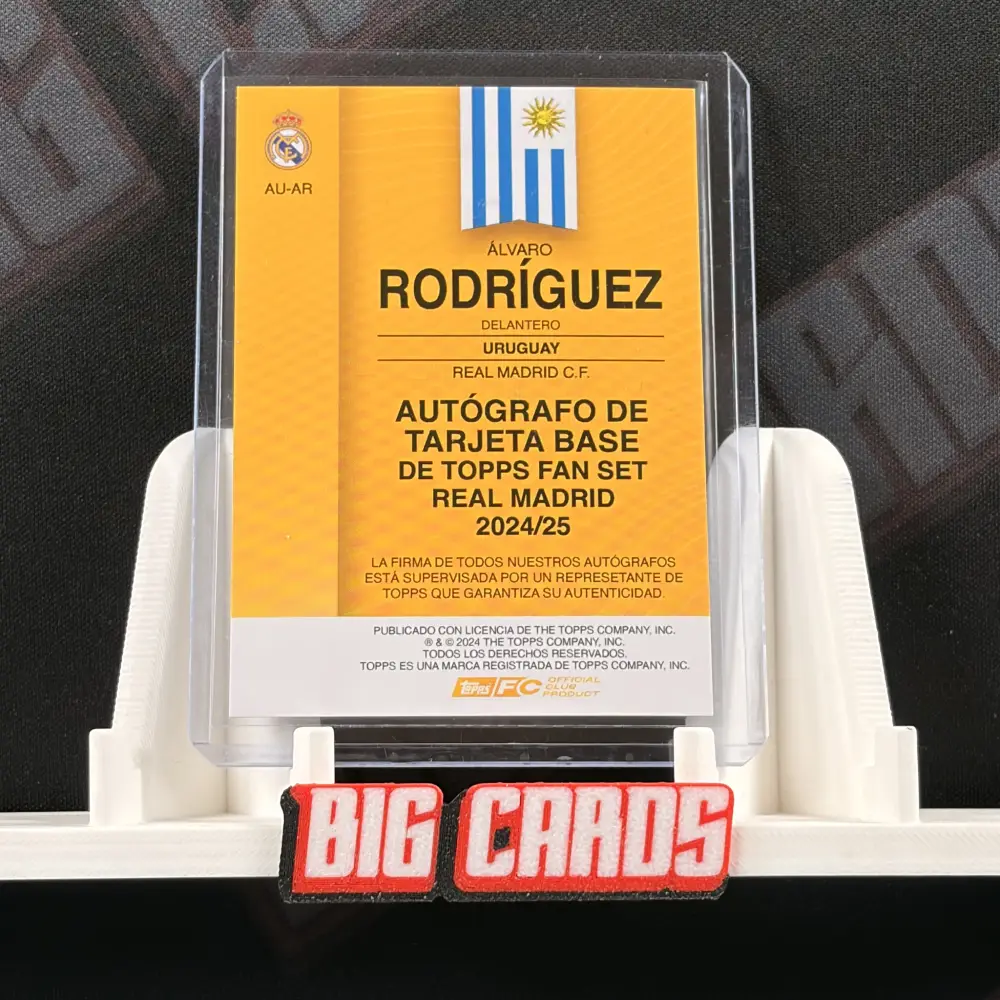 AU-AR
ÁLVARO
RODRÍGUEZ
DELANTERO
URUGUAY
REAL MADRID C.F.
AUTÓGRAFO DE
TARJETA BASE
DE TOPPS FAN SET
REAL MADRID
2024/25
LA FIRMA DE TODOS NUESTROS AUTÓGRAFOS
ESTÁ SUPERVISADA POR UN REPRESETANTE DE
TOPPS QUE GARANTIZA SU AUTENTICIDAD.
PUBLICADO CON LICENCIA DE THE TOPPS COMPANY, INC.
® & © 2024 THE TOPPS COMPANY, INC.
TODOS LOS DERECHOS RESERVADOS.
TOPPS ES UNA MARCA REGISTRADA DE TOPPS COMPANY, INC.
Topps FC OFFICIAL
CLUB
PRODUCT
BIG CARDS